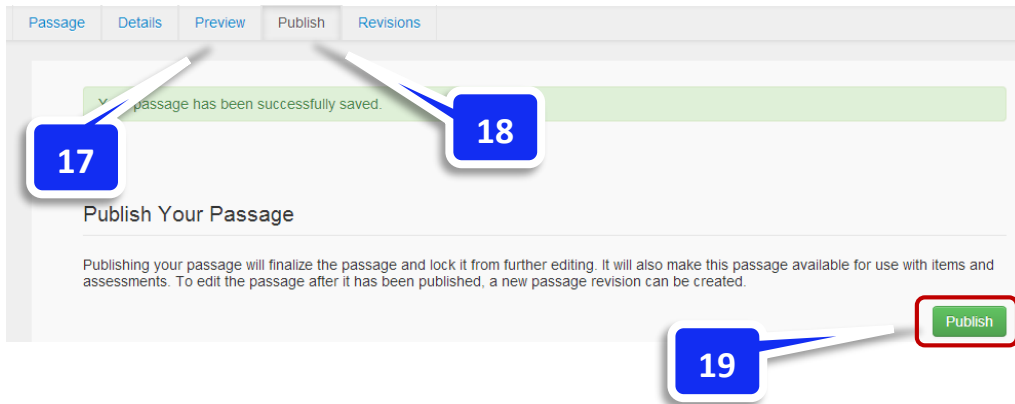 Passage Details Preview Publish Revisions
passage has been successfully saved.
18
17
Publish Your Passage
Publishing your passage will finalize the passage and lock it from further editing. It will also make this passage available for use with items and
assessments. To edit the passage after it has been published, a new passage revision can be created.
Publish
19